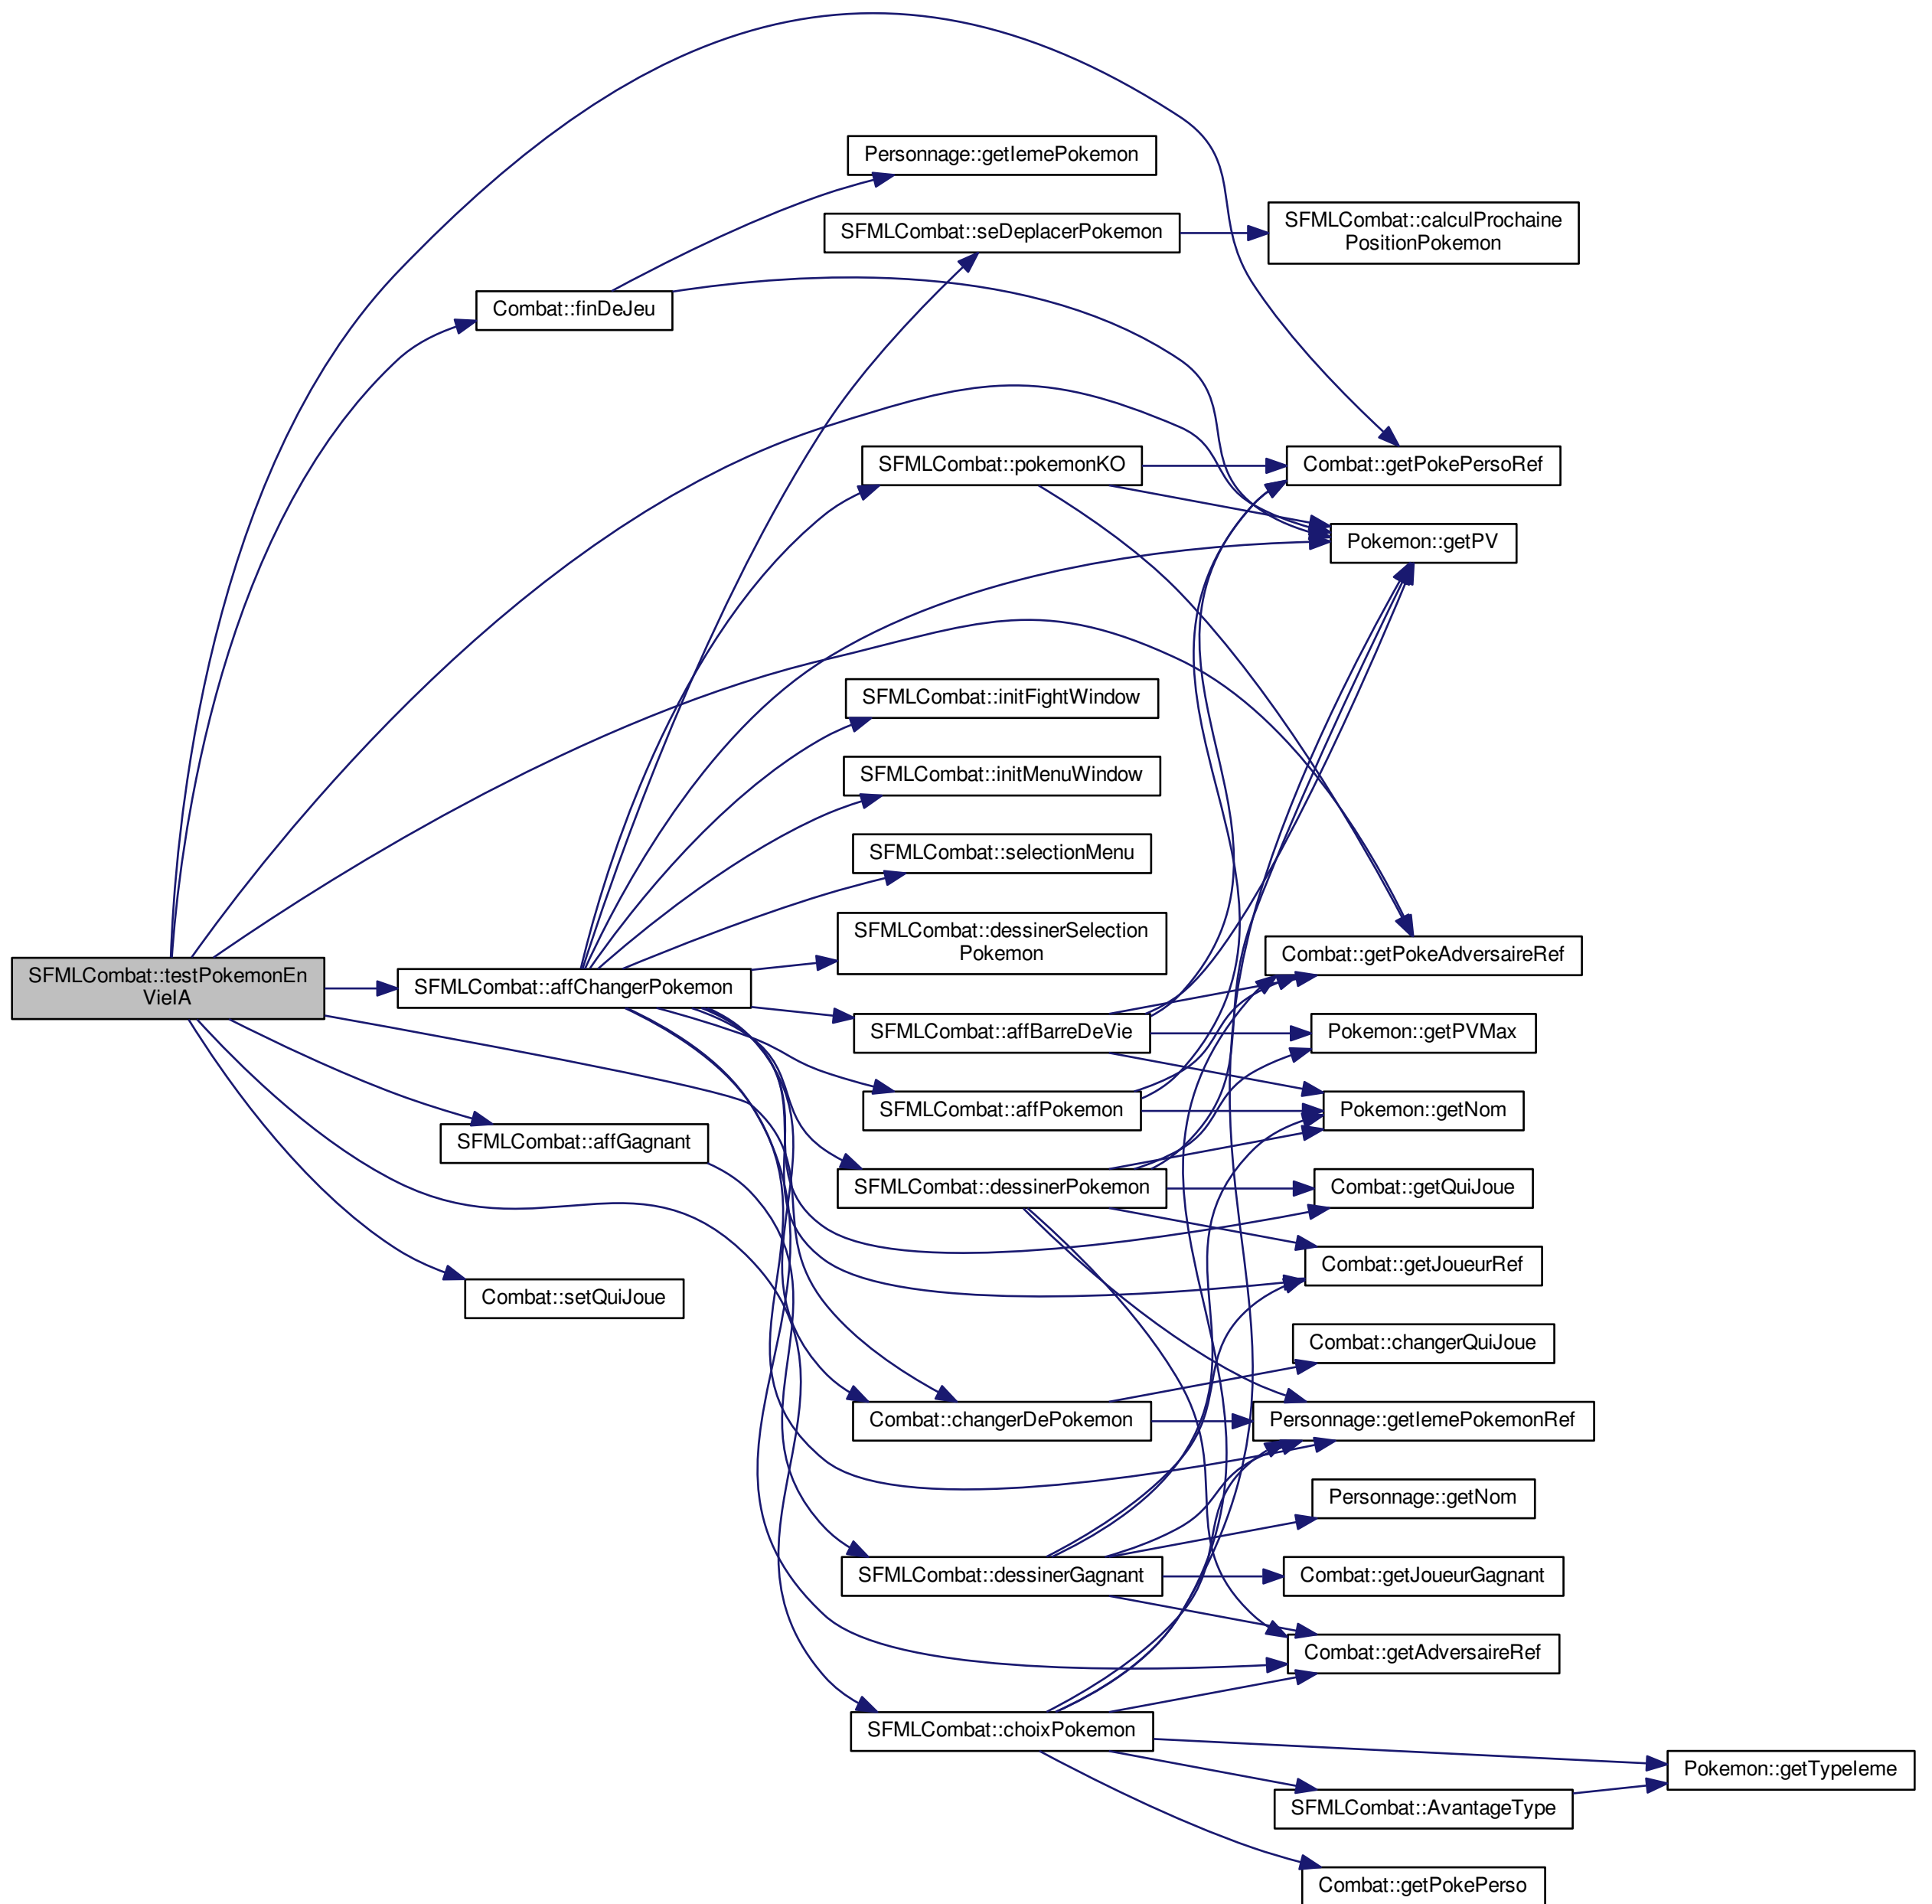 Personnage::getIemePokemon
SFMLCombat::seDeplacerPokemon
SFMLCombat::calculProchaine
PositionPokemon
Combat::finDeJeu
SFMLCombat::pokemonKO
Combat::getPokePersoRef
Pokemon::getPV
SFMLCombat::initFightWindow
SFMLCombat::initMenuWindow
SFMLCombat::selectionMenu
SFMLCombat::dessinerSelection
Pokemon
Combat::getPokeAdversaireRef
SFMLCombat::testPokemonEn
VieIA
SFMLCombat::affChangerPokemon
SFMLCombat::affBarreDeVie
Pokemon::getPVMax
SFMLCombat::affPokemon
Pokemon::getNom
SFMLCombat::affGagnant
SFMLCombat::dessinerPokemon
Combat::getQuiJoue
Combat::getJoueurRef
Combat::setQuiJoue
Combat::changerQuiJoue
Combat::changerDePokemon
Personnage::getIemePokemonRef
Personnage::getNom
SFMLCombat::dessinerGagnant
Combat::getJoueurGagnant
Combat::getAdversaireRef
SFMLCombat::choixPokemon
Pokemon::getTypeIeme
SFMLCombat::AvantageType
Combat::getPokePerso